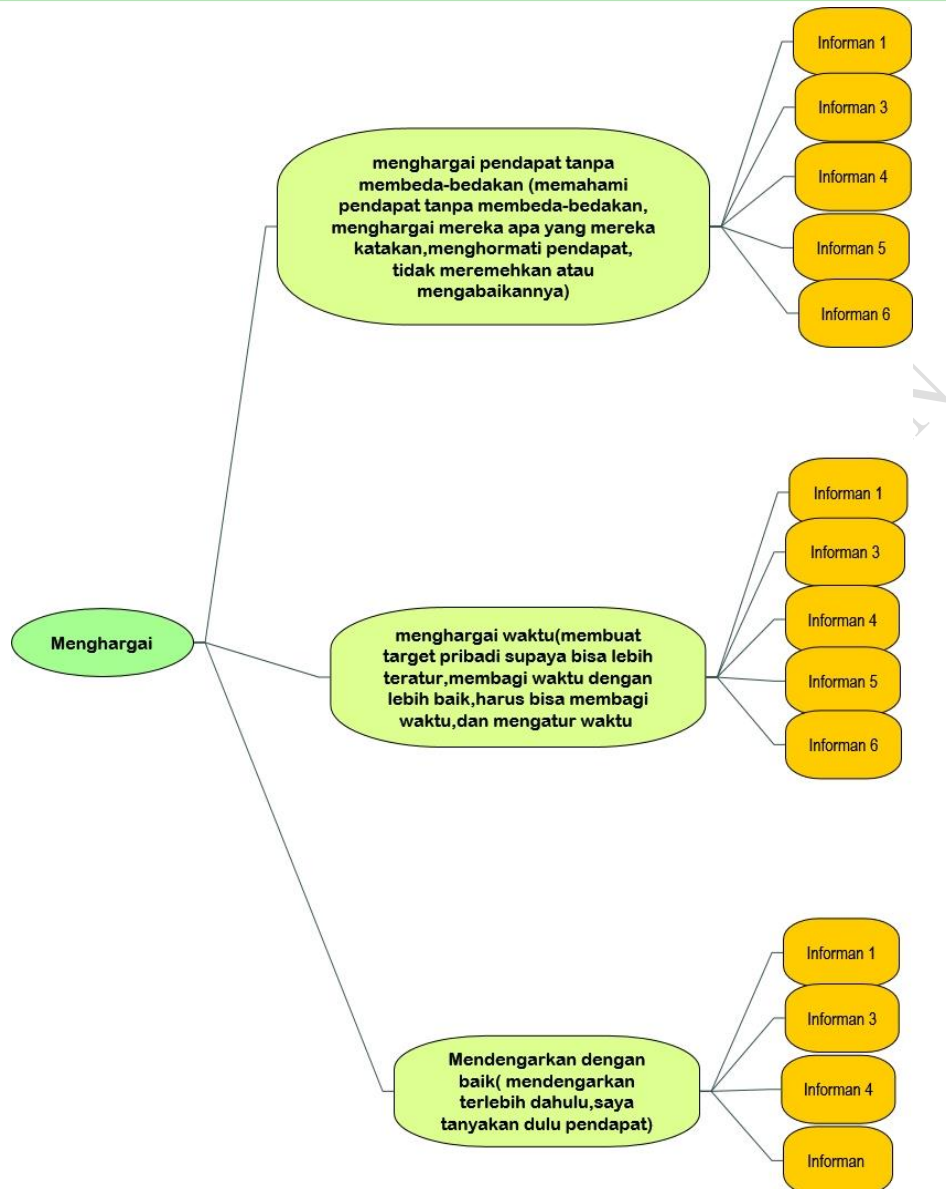 Menghargai
menghargai pendapat tanpa
membeda-bedakan (memahami
pendapat tanpa membeda-bedakan,
menghargai mereka apa yang mereka
katakan,menghormati pendapat,
tidak meremehkan atau
mengabaikannya)
Informan 1
Informan 3
Informan 4
Informan 5
Informan 6
menghargai waktu(membuat
target pribadi supaya bisa lebih
teratur,membagi waktu dengan
lebih baik,harus bisa membagi
waktu,dan mengatur waktu
Informan 1
Informan 3
Informan 4
Informan 5
Informan 6
Mendengarkan dengan
baik( mendengarkan
terlebih dahulu,saya
tanyakan dulu pendapat)
Informan 1
Informan 3
Informan 4
Informan